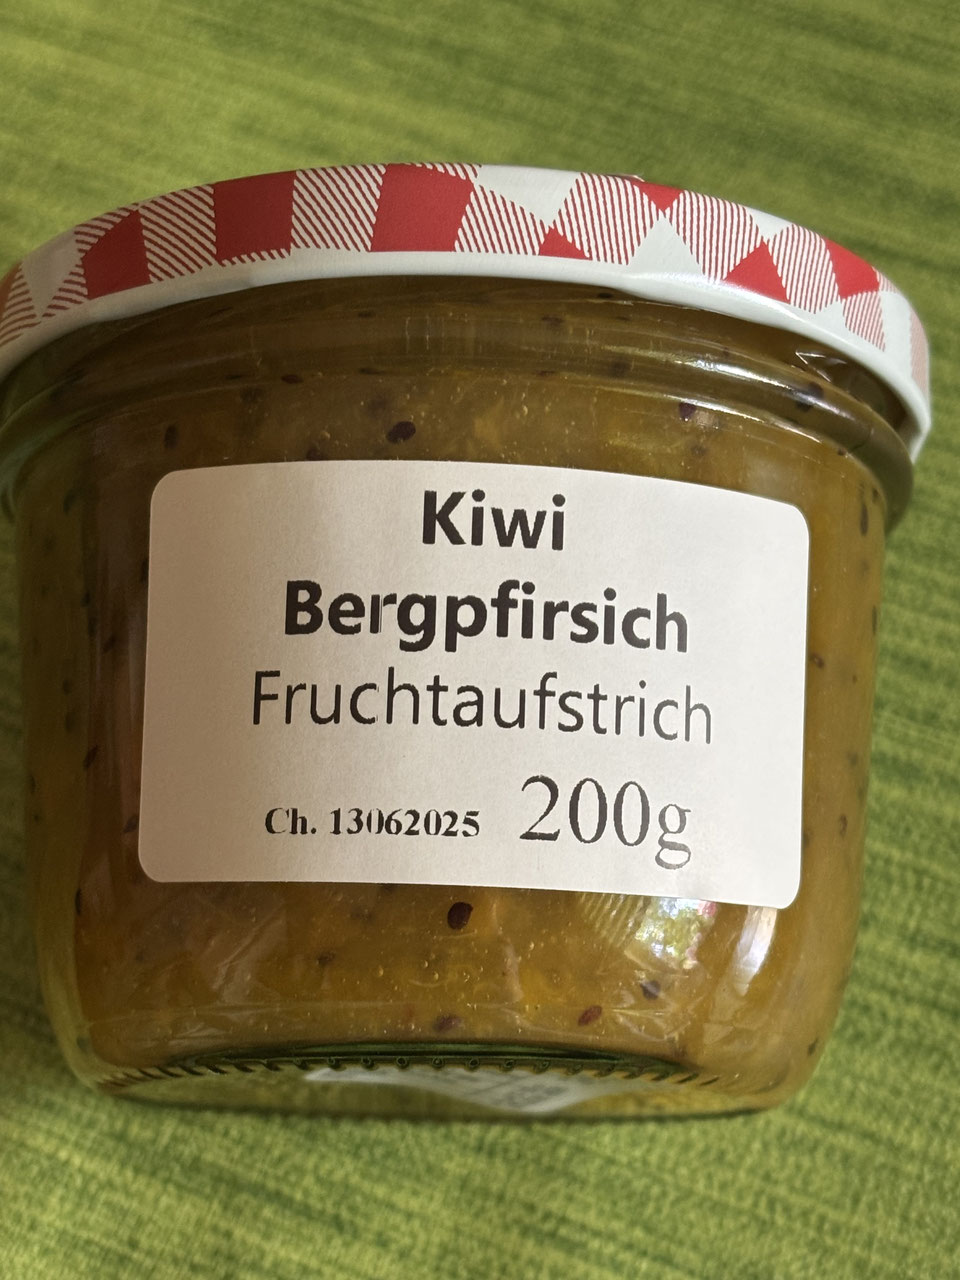 Kiwi
Bergpfirsich
Fruchtaufstrich
Ch. 13062025 200g